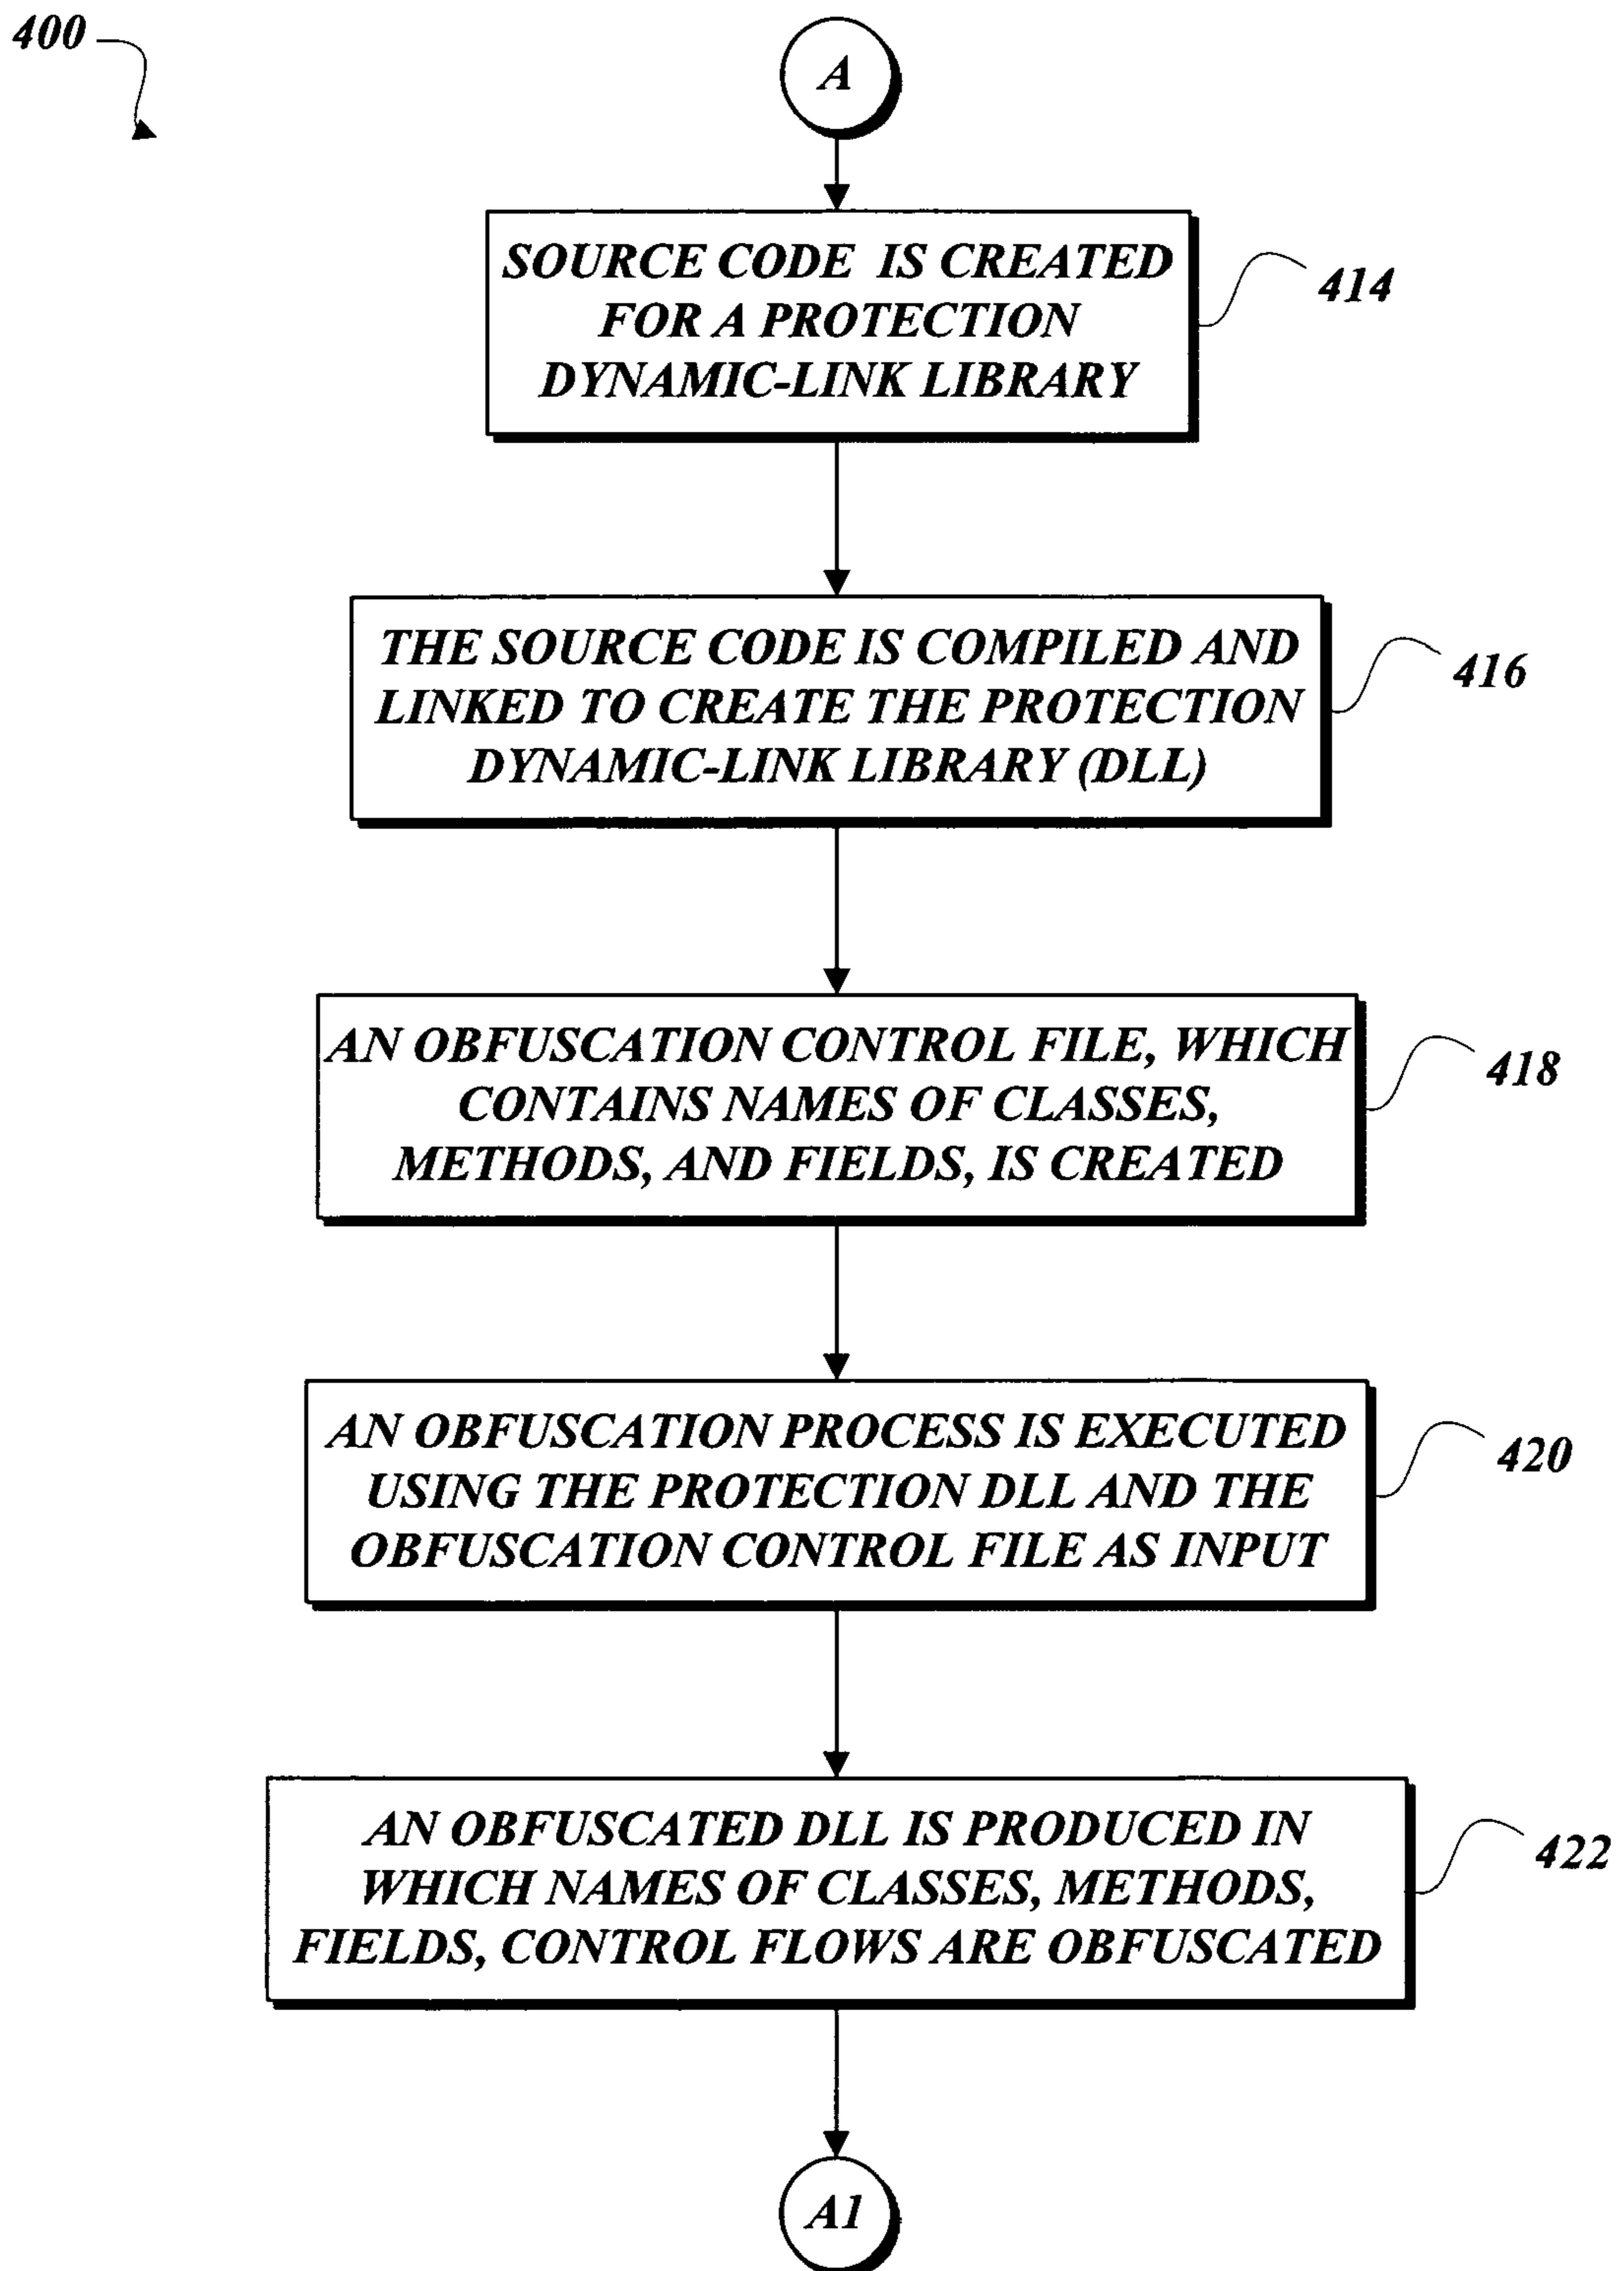 400
A
SOURCE CODE IS CREATED
FOR A PROTECTION
DYNAMIC-LINK LIBRARY
414
THE SOURCE CODE IS COMPILED AND
LINKED TO CREATE THE PROTECTION
DYNAMIC-LINK LIBRARY (DLL)
416
AN OBFUSCATION CONTROL FILE, WHICH
CONTAINS NAMES OF CLASSES,
METHODS, AND FIELDS, IS CREATED
418
AN OBFUSCATION PROCESS IS EXECUTED
USING THE PROTECTION DLL AND THE
OBFUSCATION CONTROL FILE AS INPUT
420
AN OBFUSCATED DLL IS PRODUCED IN
WHICH NAMES OF CLASSES, METHODS,
FIELDS, CONTROL FLOWS ARE OBFUSCATED
422
A1